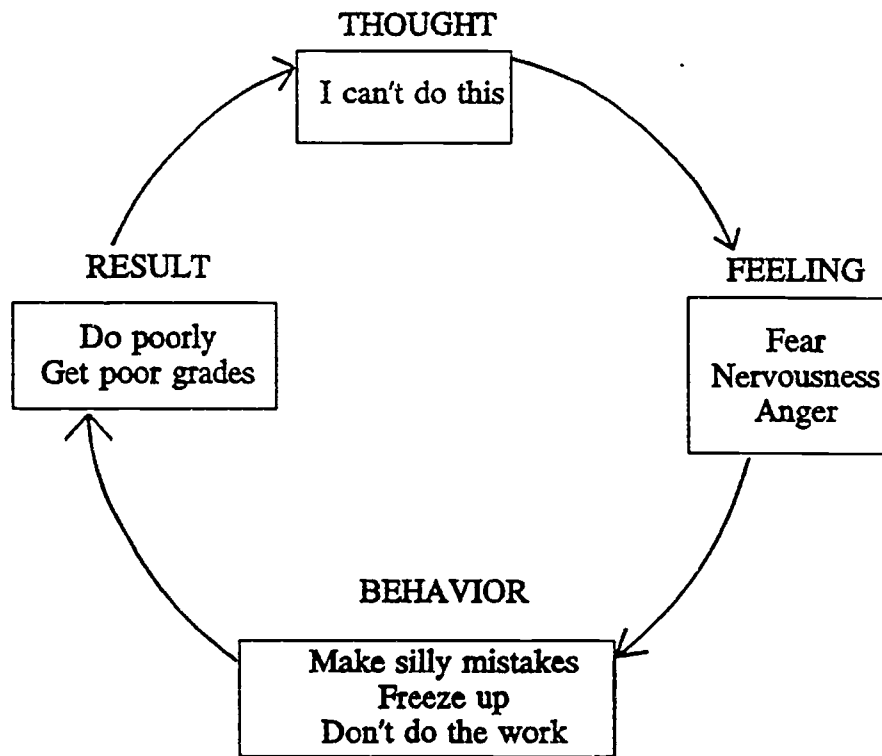 THOUGHT
I can't do this
RESULT
Do poorly
Get poor grades
FEELING
Fear
Nervousness
Anger
BEHAVIOR
Make silly mistakes
Freeze up
Don't do the work